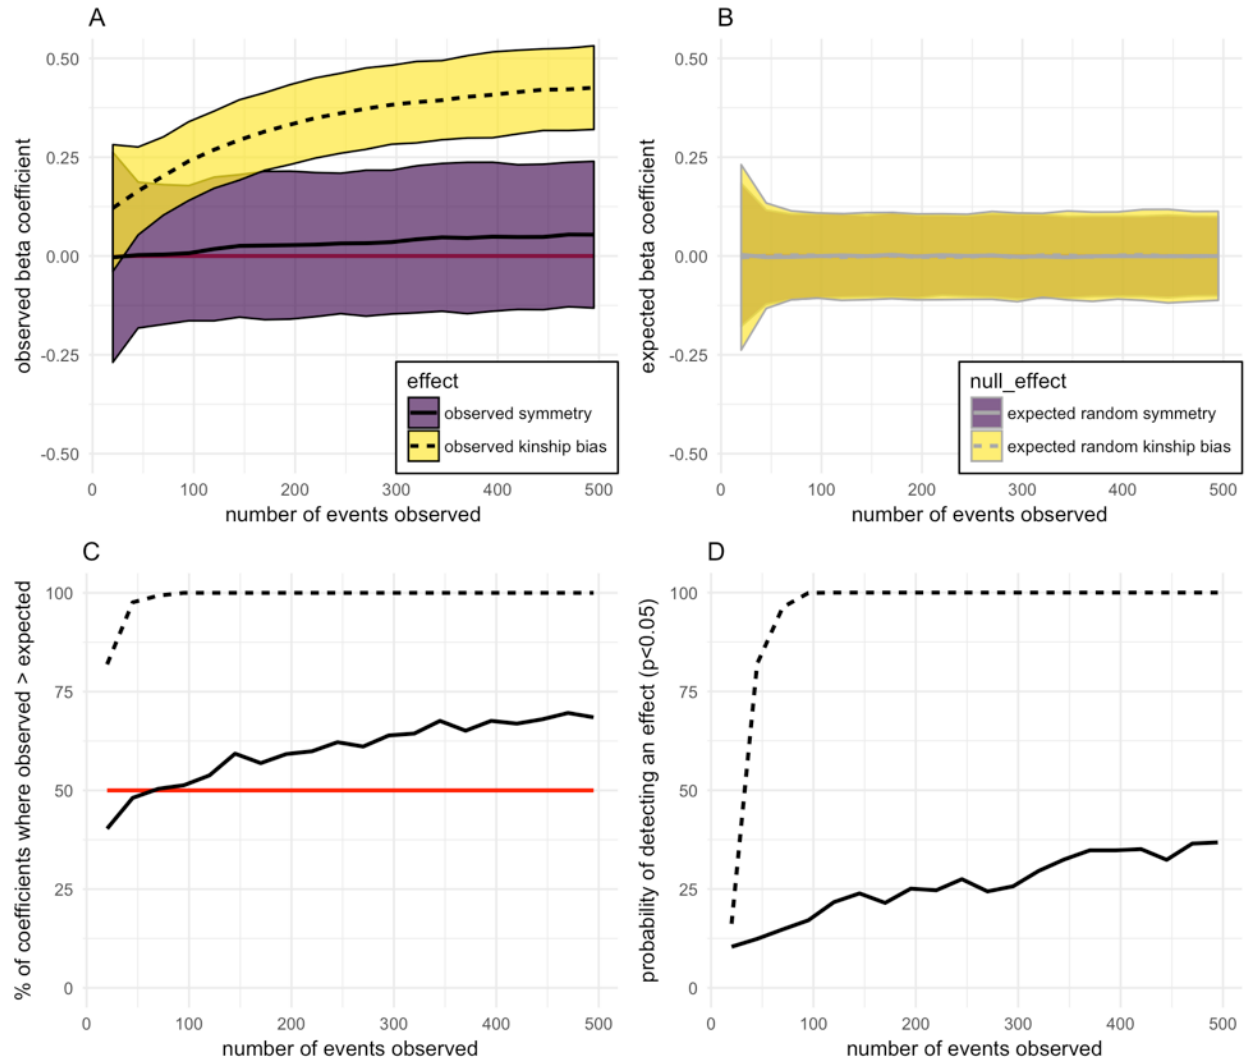 A
observed beta coefficient
0.50
0.25
0.00
-0.25
-0.50
effect
observed symmetry
observed kinship bias
0
100
200
300
400
500
number of events observed
B
expected beta coefficient
0.50
0.25
0.00
-0.25
-0.50
null_effect
expected random symmetry
expected random kinship bias
0
100
200
300
400
500
number of events observed
C
% of coefficients where observed > expected
100
75
50
25
0
0
100
200
300
400
500
number of events observed
D
probability of detecting an effect (p<0.05)
100
75
50
25
0
0
100
200
300
400
500
number of events observed